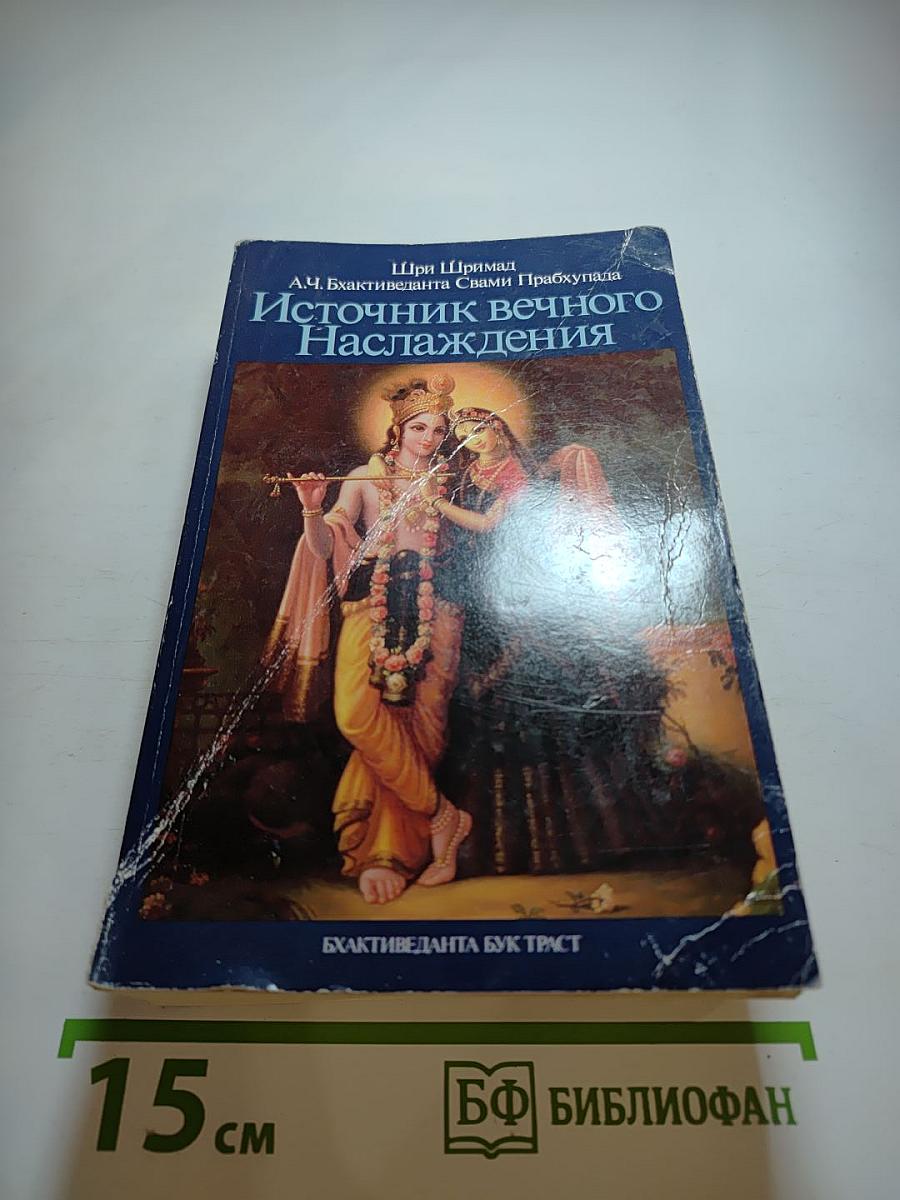 Шри Шримад
А.Ч. Бхактиведанта Свами Прабхупада
Источник вечного
Наслаждения
БХАКТИВЕДАНТА БУК ТРАСТ
15 см
БФ БИБЛИОФАН